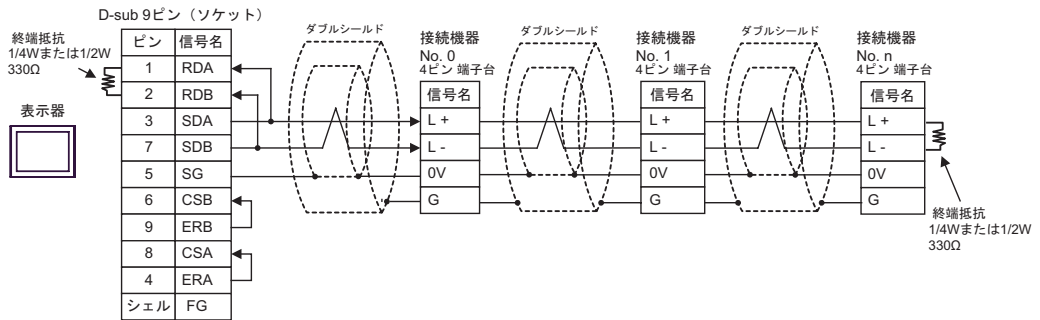 D-sub 9ピン（ソケット）
終端抵抗
1/4Wまたは1/2W
330Ω
表示器
ピン 信号名
1 RDA
2 RDB
3 SDA
7 SDB
5 SG
6 CSB
9 ERB
8 CSA
4 ERA
シェル FG
ダブルシールド
接続機器
No. 0
4ピン 端子台
信号名
L +
L -
0V
G
ダブルシールド
接続機器
No. 1
4ピン 端子台
信号名
L +
L -
0V
G
ダブルシールド
接続機器
No. n
4ピン 端子台
信号名
L +
L -
0V
G
終端抵抗
1/4Wまたは1/2W
330Ω